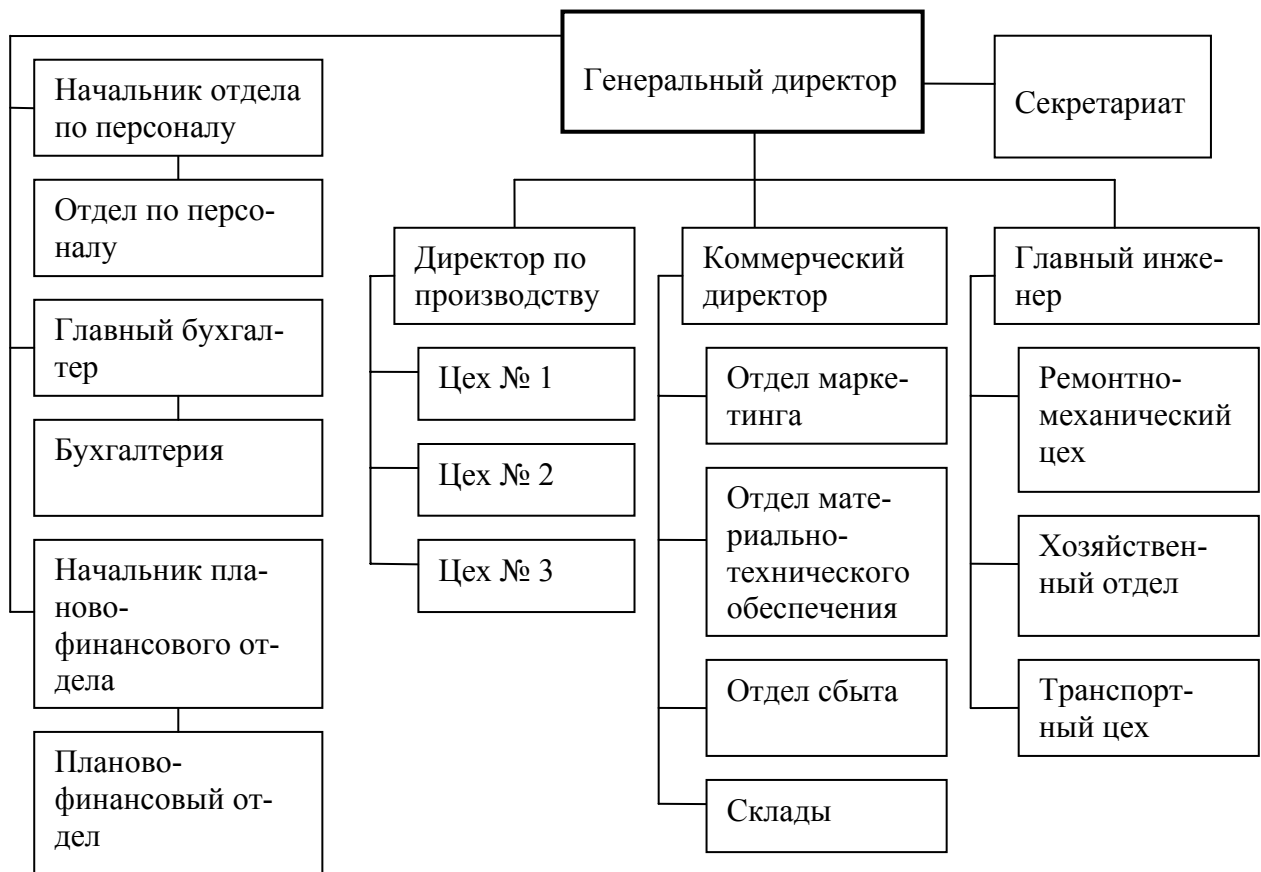 Генеральный директор
Секретариат
Начальник отдела
по персоналу
Отдел по персо-
налу
Главный бухгал-
тер
Бухгалтерия
Начальник пла-
ново-
финансового от-
дела
Планово-
финансовый от-
дел
Директор по
производству
Цех № 1
Цех № 2
Цех № 3
Коммерческий
директор
Отдел марке-
тинга
Отдел мате-
риально-
технического
обеспечения
Отдел сбыта
Склады
Главный инже-
нер
Ремонтно-
механический
цех
Хозяйствен-
ный отдел
Транспорт-
ный цех